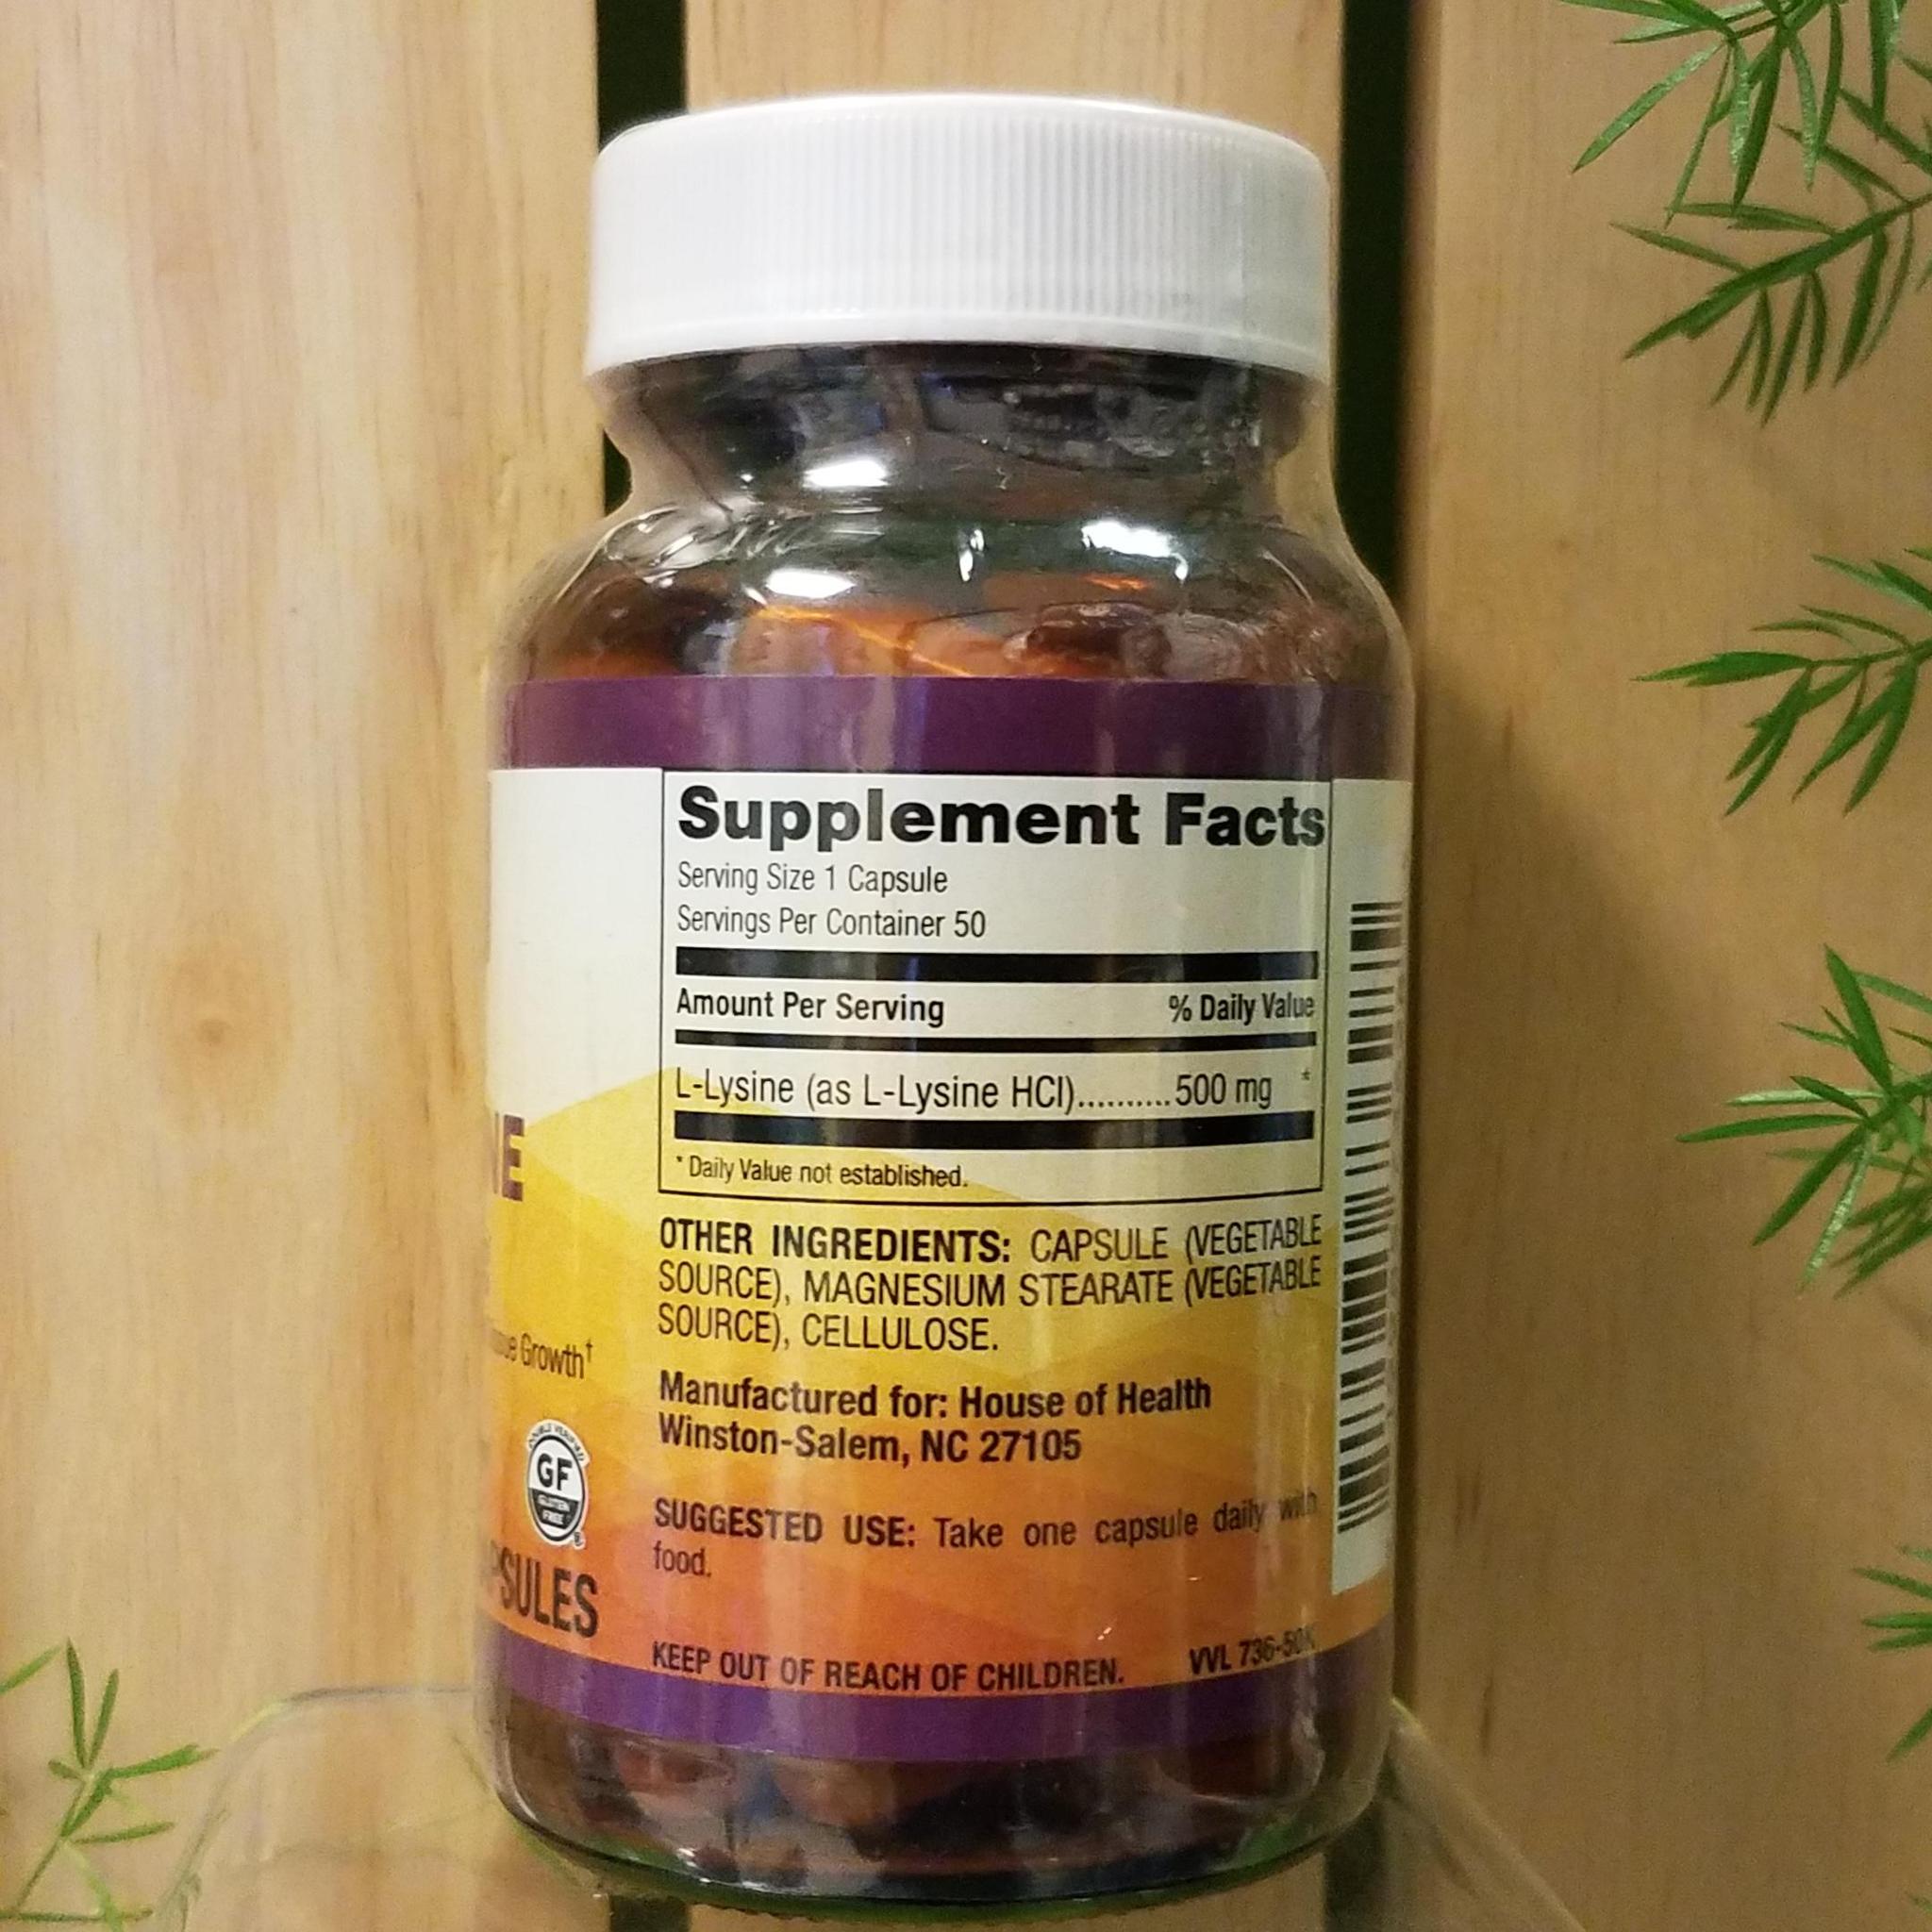 Supplement Facts
Serving Size 1 Capsule
Servings Per Container 50
Amount Per Serving % Daily Value
L-Lysine (as L-Lysine HCl)..........500 mg *
* Daily Value not established.
OTHER INGREDIENTS: CAPSULE (VEGETABLE
SOURCE), MAGNESIUM STEARATE (VEGETABLE
SOURCE), CELLULOSE.
Manufactured for: House of Health
Winston-Salem, NC 27105
SUGGESTED USE: Take one capsule daily with
food.
KEEP OUT OF REACH OF CHILDREN. VVL
Growth†
GF
GLUTEN
FREE